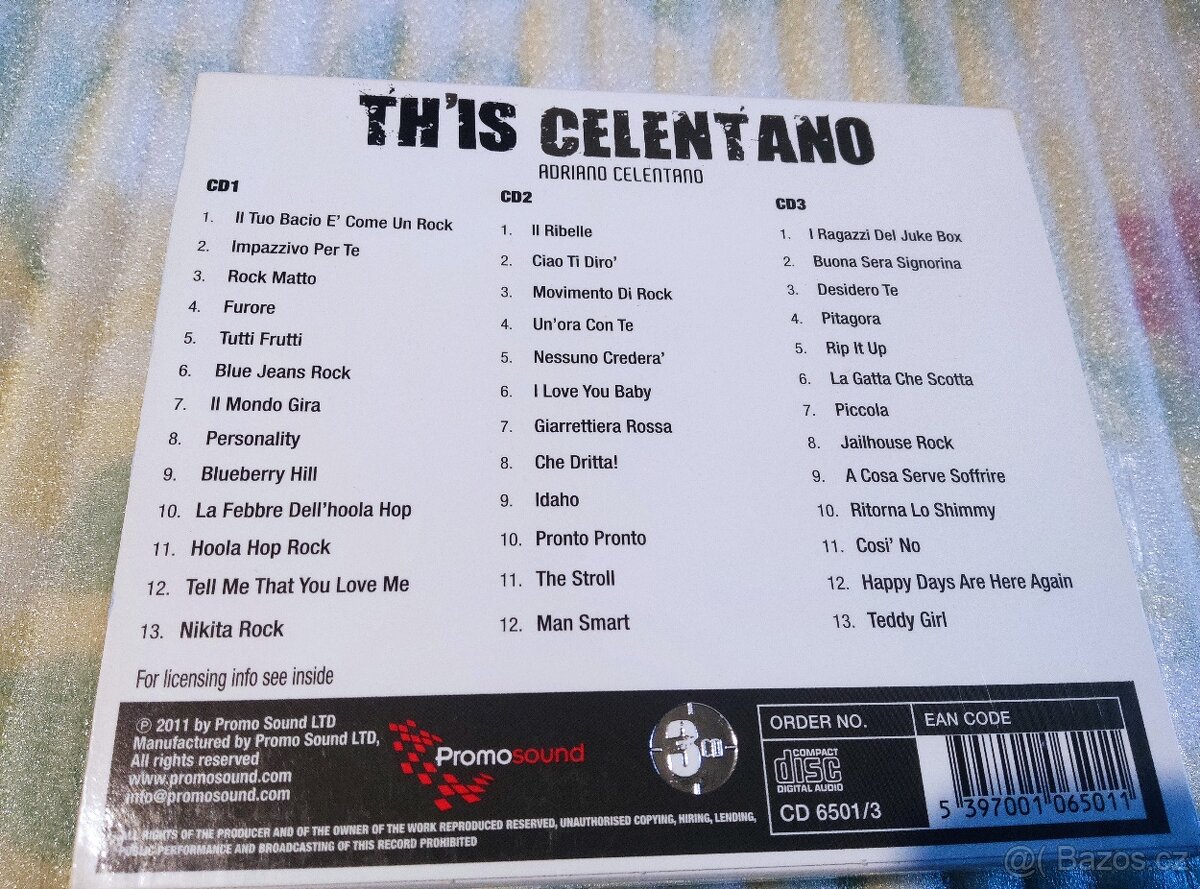 TH'IS CELENTANO
ADRIANO CELENTANO
CD1
1. Il Tuo Bacio E' Come Un Rock
2. Impazzivo Per Te
3. Rock Matto
4. Furore
5. Tutti Frutti
6. Blue Jeans Rock
7. Il Mondo Gira
8. Personality
9. Blueberry Hill
10. La Febbre Dell'hoola Hop
11. Hoola Hop Rock
12. Tell Me That You Love Me
13. Nikita Rock
CD2
1. Il Ribelle
2. Ciao Ti Diro'
3. Movimento Di Rock
4. Un'ora Con Te
5. Nessuno Credera'
6. I Love You Baby
7. Giarrettiera Rossa
8. Che Dritta!
9. Idaho
10. Pronto Pronto
11. The Stroll
12. Man Smart
CD3
1. I Ragazzi Del Juke Box
2. Buona Sera Signorina
3. Desidero Te
4. Pitagora
5. Rip It Up
6. La Gatta Che Scotta
7. Piccola
8. Jailhouse Rock
9. A Cosa Serve Soffrire
10. Ritorna Lo Shimmy
11. Cosi' No
12. Happy Days Are Here Again
13. Teddy Girl
For licensing info see inside
℗ 2011 by Promo Sound LTD
Manufactured by Promo Sound LTD,
All rights reserved
www.promosound.com
info@promosound.com
Promosound
3 CD
ORDER NO.
COMPACT
disc
DIGITAL AUDIO
CD 6501/3
EAN CODE
5 397001 065011
ALL RIGHTS OF THE PRODUCER AND OF THE OWNER OF THE WORK REPRODUCED RESERVED, UNAUTHORISED COPYING, HIRING, LENDING,
PUBLIC PERFORMANCE AND BROADCASTING OF THIS RECORD PROHIBITED
@( Bazos.cz